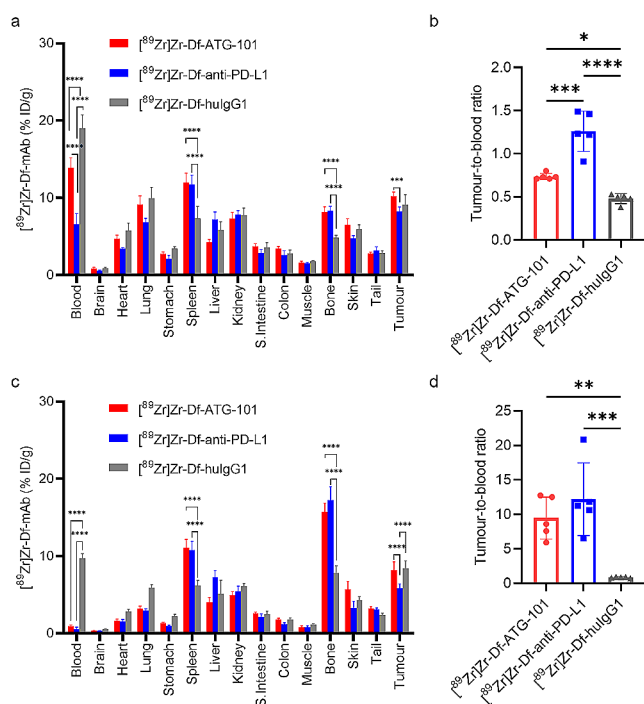 a
b
30
20
10
0
[⁸⁹Zr]Zr-Df-mAb (% ID/g)
[⁸⁹Zr]Zr-Df-ATG-101
[⁸⁹Zr]Zr-Df-anti-PD-L1
[⁸⁹Zr]Zr-Df-huIgG1
****
****
****
****
****
****
****
***
Blood
Brain
Heart
Lung
Stomach
Spleen
Liver
Kidney
S.Intestine
Colon
Muscle
Bone
Skin
Tail
Tumour
Tumour-to-blood ratio
2.0
1.5
1.0
0.5
0.0
*
****
***
[⁸⁹Zr]Zr-Df-ATG-101
[⁸⁹Zr]Zr-Df-anti-PD-L1
[⁸⁹Zr]Zr-Df-huIgG1
c
d
30
20
10
0
[⁸⁹Zr]Zr-Df-mAb (% ID/g)
[⁸⁹Zr]Zr-Df-ATG-101
[⁸⁹Zr]Zr-Df-anti-PD-L1
[⁸⁹Zr]Zr-Df-huIgG1
****
****
****
****
****
****
****
****
Blood
Brain
Heart
Lung
Stomach
Spleen
Liver
Kidney
S.Intestine
Colon
Muscle
Bone
Skin
Tail
Tumour
Tumour-to-blood ratio
25
20
15
10
5
0
**
***
[⁸⁹Zr]Zr-Df-ATG-101
[⁸⁹Zr]Zr-Df-anti-PD-L1
[⁸⁹Zr]Zr-Df-huIgG1